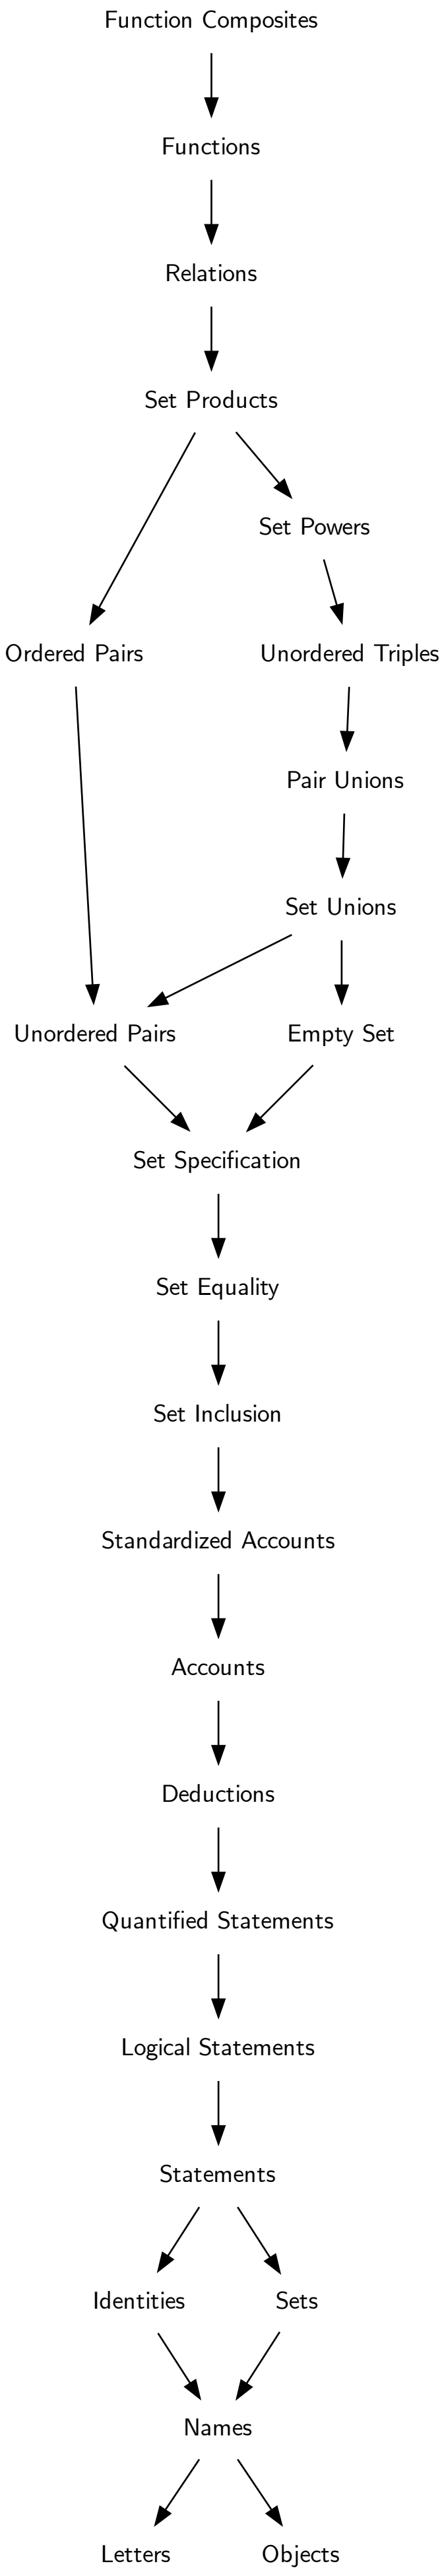 Function Composites
Functions
Relations
Set Products
Set Powers
Ordered Pairs
Unordered Triples
Pair Unions
Set Unions
Unordered Pairs
Empty Set
Set Specification
Set Equality
Set Inclusion
Standardized Accounts
Accounts
Deductions
Quantified Statements
Logical Statements
Statements
Identities
Sets
Names
Letters
Objects